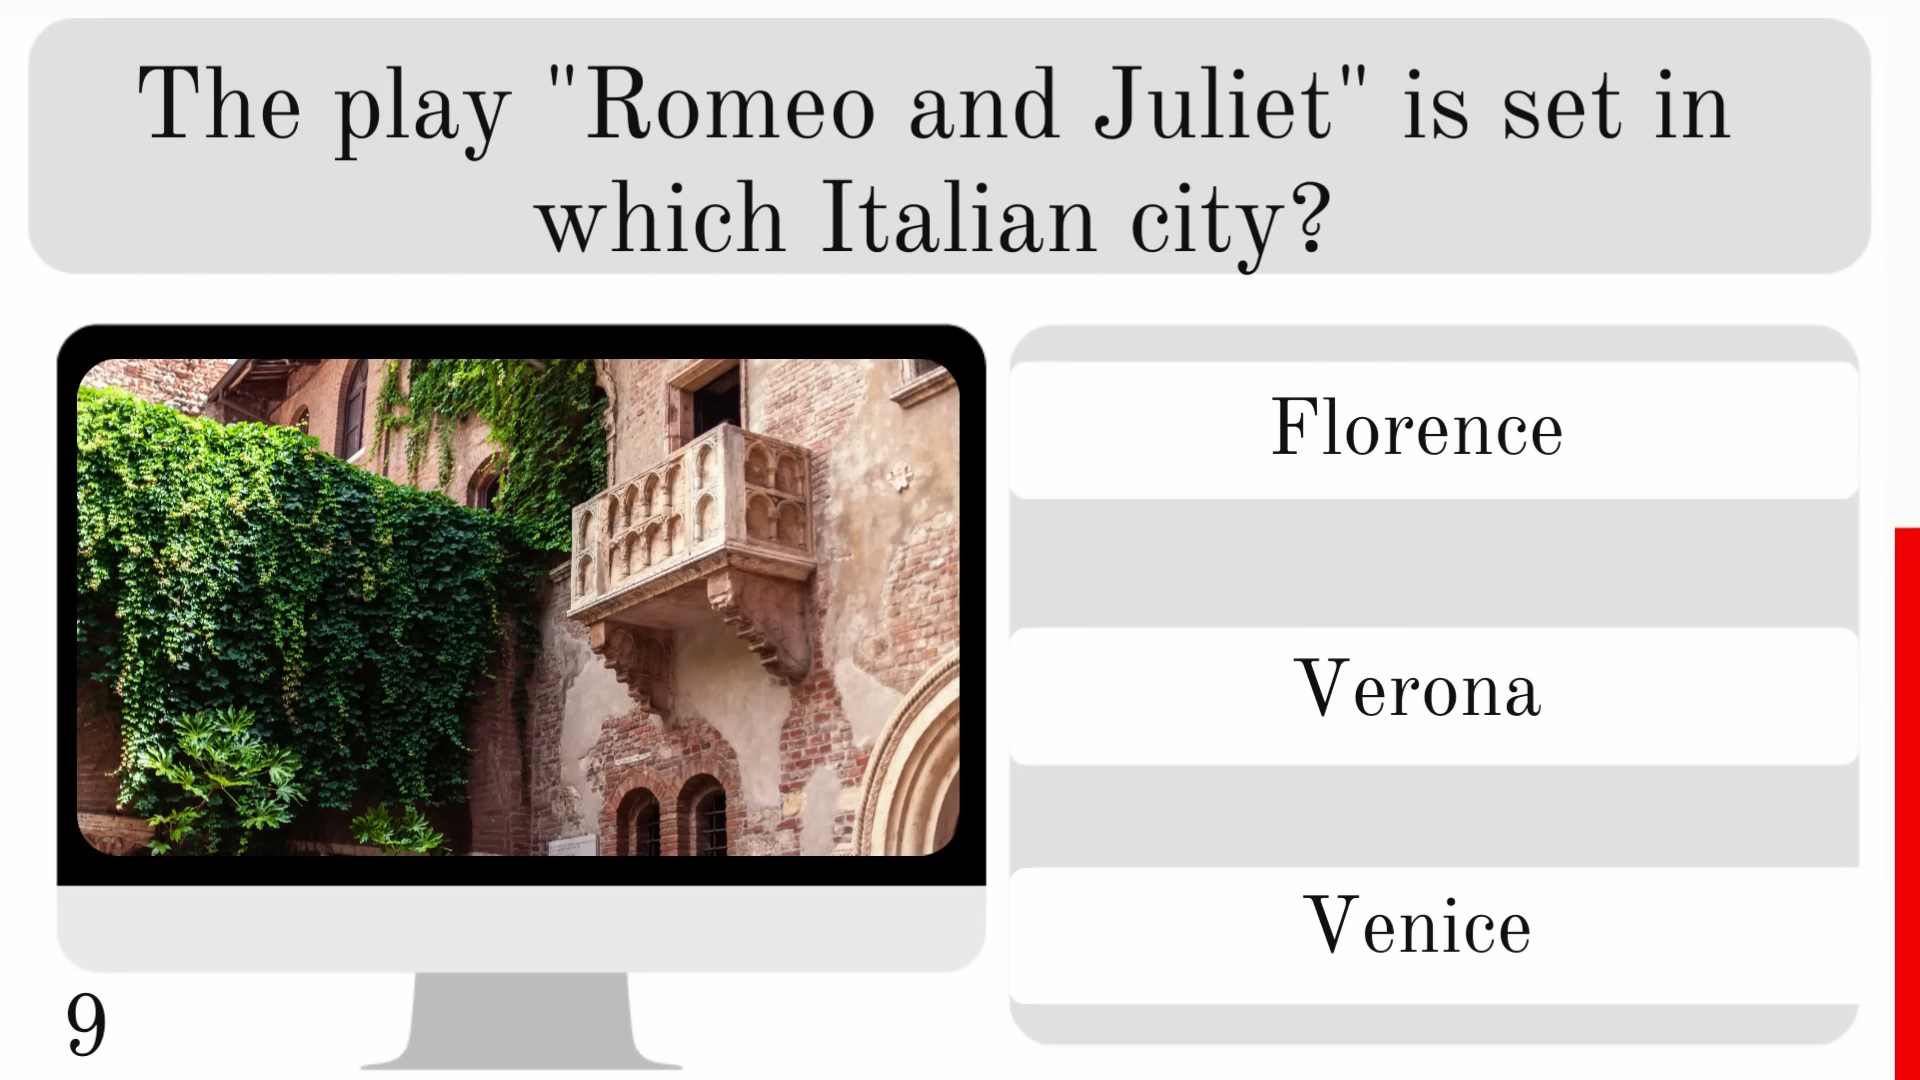 The play "Romeo and Juliet" is set in
which Italian city?
Florence
Verona
Venice
9